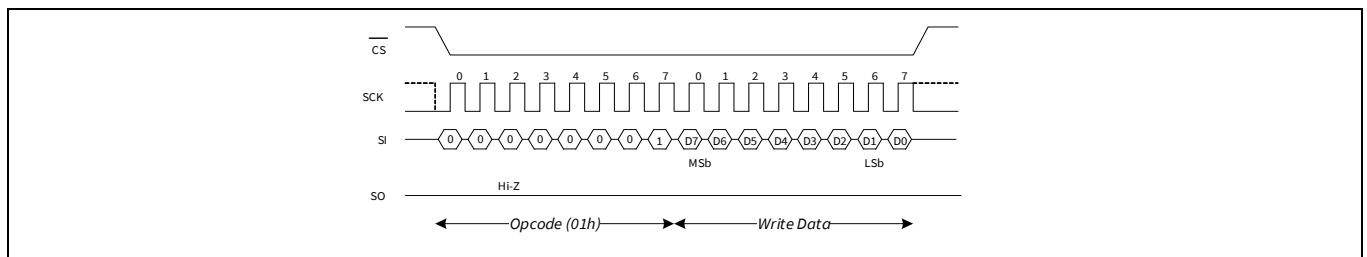 CS
0 1 2 3 4 5 6 7 0 1 2 3 4 5 6 7
SCK
SI 0 0 0 0 0 0 0 1 D7 D6 D5 D4 D3 D2 D1 D0
MSb LSb
Hi-Z
SO
Opcode (01h) Write Data